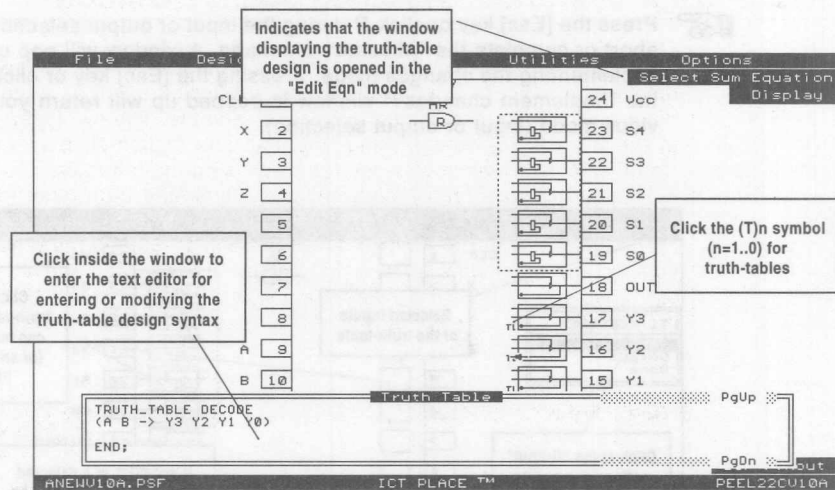 Indicates that the window
displaying the truth-table
design is opened in the
"Edit Eqn" mode
File
Utilities
Options
Select Sum Equation
Display
R
24 Vcc
X 2
23 S4
Y 3
22 S3
Z 4
21 S2
5
20 S1
6
19 S0
7
18 OUT
8
17 Y3
A 9
16 Y2
B 10
15 Y1
Click the (T)n symbol
(n=1..0) for
truth-tables
Click inside the window to
enter the text editor for
entering or modifying the
truth-table design syntax
Truth Table
PgUp
TRUTH_TABLE DECODE
(A B -> Y3 Y2 Y1 Y0)
END;
PgDn
ANEWV10A.PSF
ICT PLACE ™
PEEL22CV10A